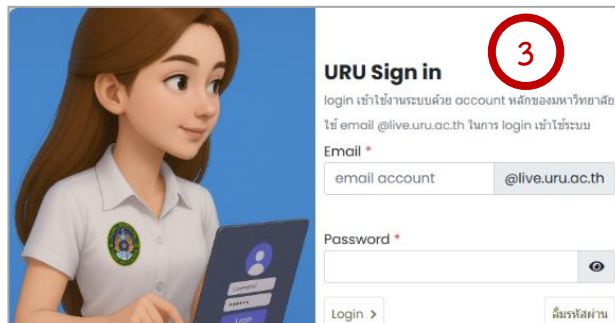 3
URU Sign in
login เข้าใช้งานระบบด้วย account หลักของมหาวิทยาลัย
ใช้ email @live.uru.ac.th ในการ login เข้าใช้ระบบ
Email *
email account @live.uru.ac.th
Password *
Login >
ลืมรหัสผ่าน
Username
Login